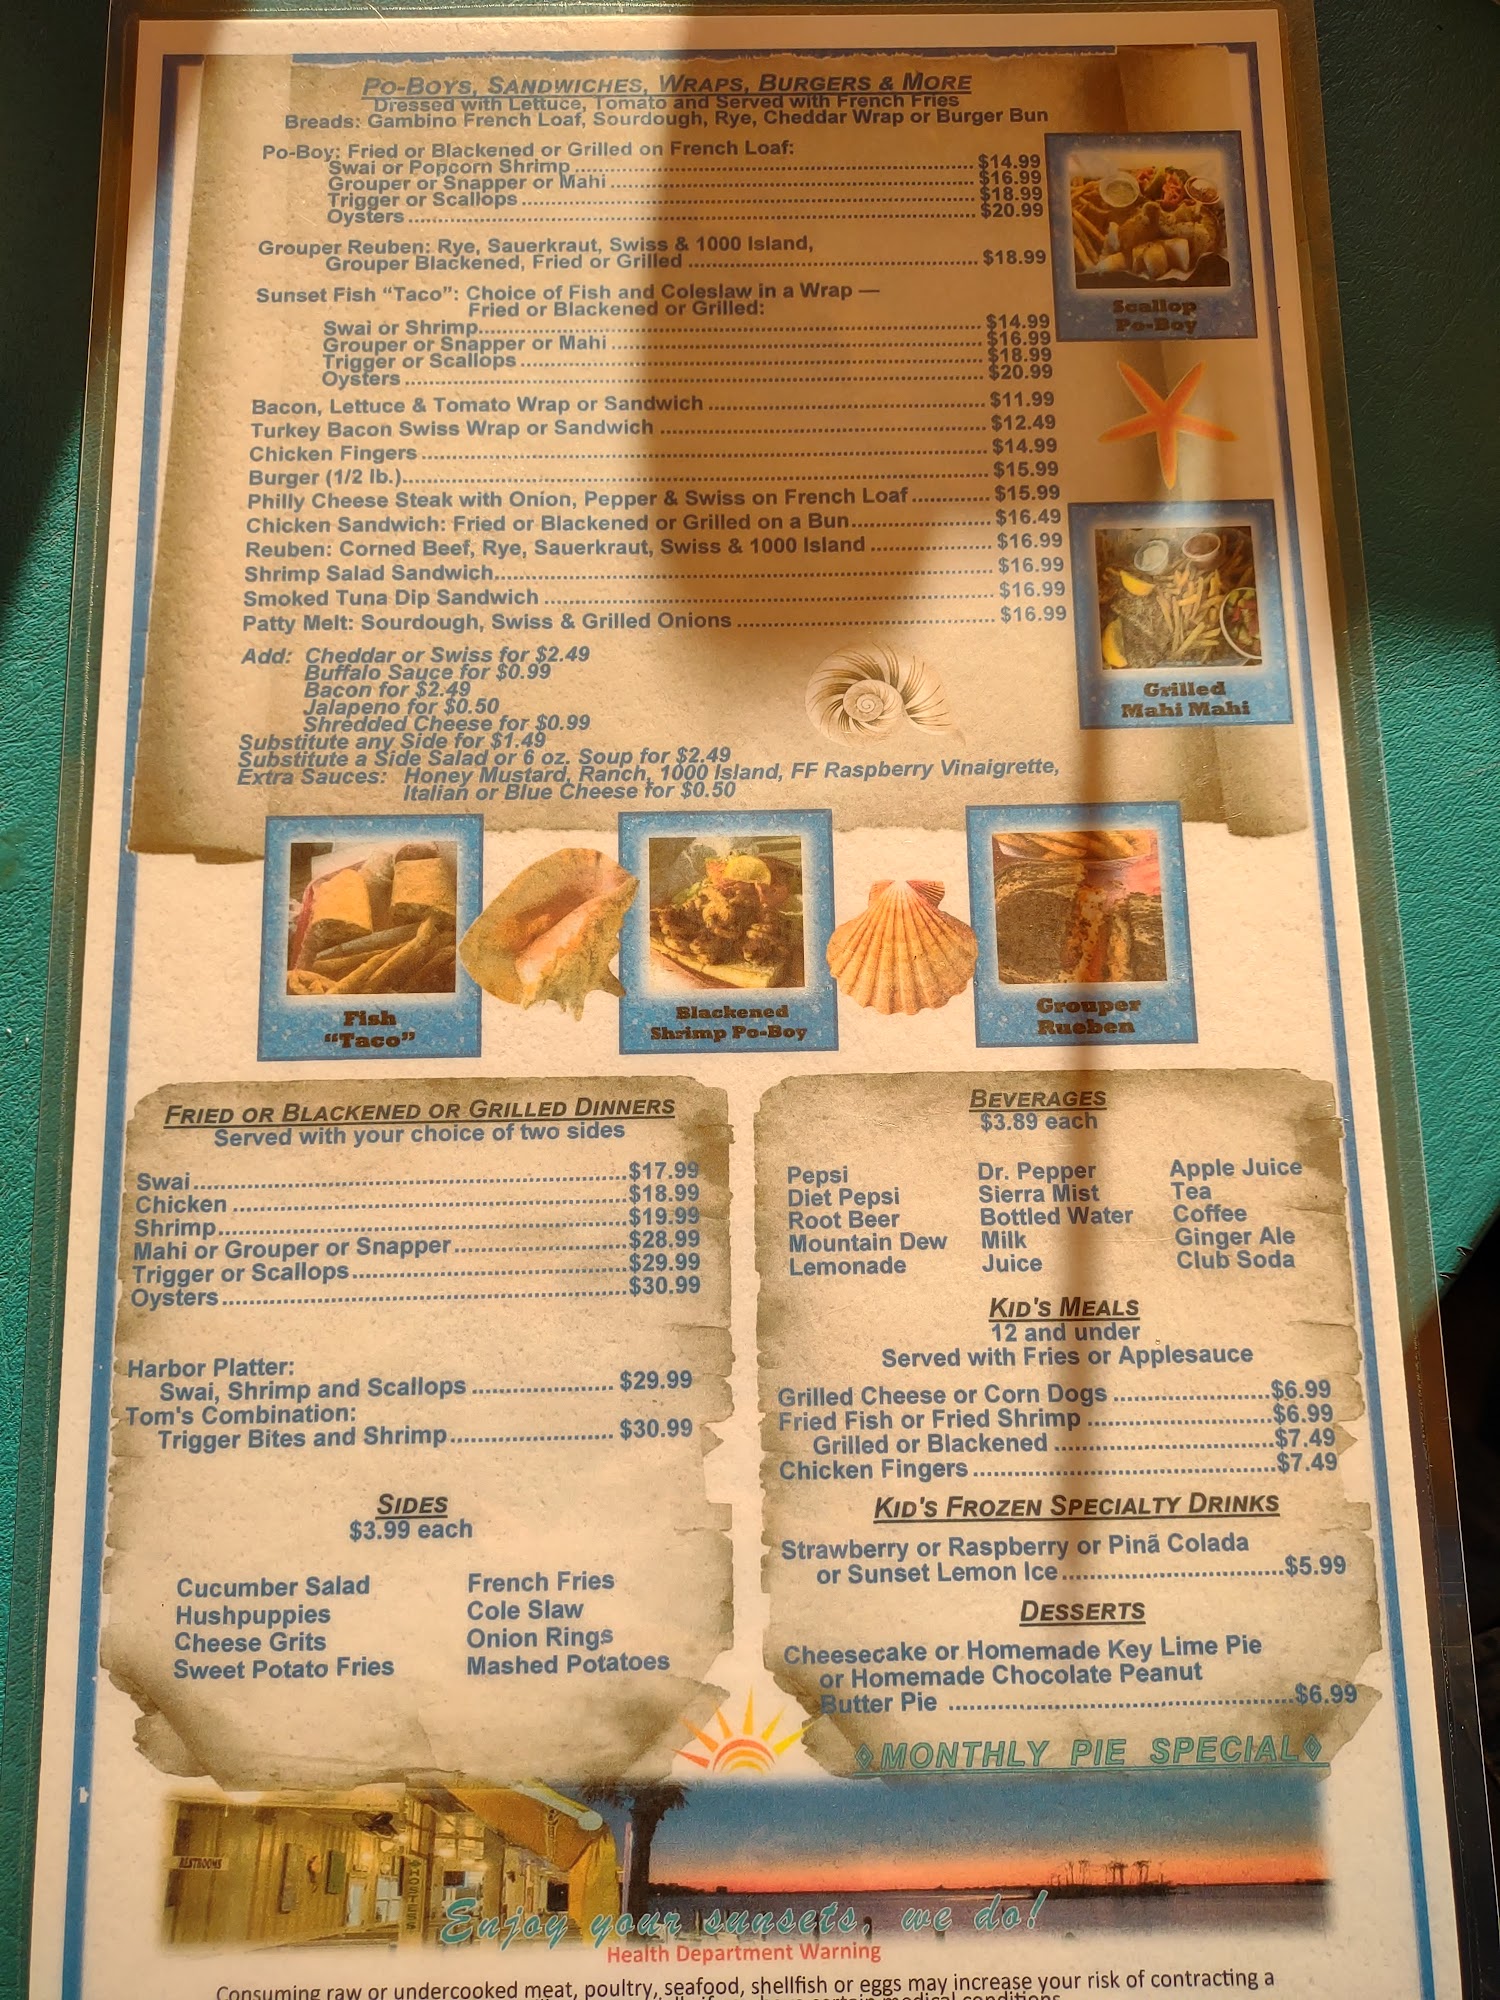 PO-BOYS, SANDWICHES, WRAPS, BURGERS & MORE
Dressed with Lettuce, Tomato and Served with French Fries
Breads: Gambino French Loaf, Sourdough, Rye, Cheddar Wrap or Burger Bun
Po-Boy: Fried or Blackened or Grilled on French Loaf:
Swai or Popcorn Shrimp ........ $14.99
Grouper or Snapper or Mahi ........ $16.99
Trigger or Scallops ........ $18.99
Oysters ........ $20.99
Grouper Reuben: Rye, Sauerkraut, Swiss & 1000 Island,
Grouper Blackened, Fried or Grilled ........ $18.99
Sunset Fish “Taco”: Choice of Fish and Coleslaw in a Wrap —
Fried or Blackened or Grilled:
Swai or Shrimp ........ $14.99
Grouper or Snapper or Mahi ........ $16.99
Trigger or Scallops ........ $18.99
Oysters ........ $20.99
Bacon, Lettuce & Tomato Wrap or Sandwich ........ $11.99
Turkey Bacon Swiss Wrap or Sandwich ........ $12.49
Chicken Fingers ........ $14.99
Burger (1/2 lb.) ........ $15.99
Philly Cheese Steak with Onion, Pepper & Swiss on French Loaf ........ $15.99
Chicken Sandwich: Fried or Blackened or Grilled on a Bun ........ $16.49
Reuben: Corned Beef, Rye, Sauerkraut, Swiss & 1000 Island ........ $16.99
Shrimp Salad Sandwich ........ $16.99
Smoked Tuna Dip Sandwich ........ $16.99
Patty Melt: Sourdough, Swiss & Grilled Onions ........ $16.99
Add: Cheddar or Swiss for $2.49
Buffalo Sauce for $0.99
Bacon for $2.49
Jalapeno for $0.50
Shredded Cheese for $0.99
Substitute any Side for $1.49
Substitute a Side Salad or 6 oz. Soup for $2.49
Extra Sauces: Honey Mustard, Ranch, 1000 Island, FF Raspberry Vinaigrette,
Italian or Blue Cheese for $0.50
Scallop
Po-Boy
Grilled
Mahi Mahi
Fish
“Taco”
Blackened
Shrimp Po-Boy
Grouper
Rueben
FRIED OR BLACKENED OR GRILLED DINNERS
Served with your choice of two sides
Swai ........ $17.99
Chicken ........ $18.99
Shrimp ........ $19.99
Mahi or Grouper or Snapper ........ $28.99
Trigger or Scallops ........ $29.99
Oysters ........ $30.99
Harbor Platter:
Swai, Shrimp and Scallops ........ $29.99
Tom's Combination:
Trigger Bites and Shrimp ........ $30.99
SIDES
$3.99 each
Cucumber Salad French Fries
Hushpuppies Cole Slaw
Cheese Grits Onion Rings
Sweet Potato Fries Mashed Potatoes
BEVERAGES
$3.89 each
Pepsi Dr. Pepper Apple Juice
Diet Pepsi Sierra Mist Tea
Root Beer Bottled Water Coffee
Mountain Dew Milk Ginger Ale
Lemonade Juice Club Soda
KID'S MEALS
12 and under
Served with Fries or Applesauce
Grilled Cheese or Corn Dogs ........ $6.99
Fried Fish or Fried Shrimp ........ $6.99
Grilled or Blackened ........ $7.49
Chicken Fingers ........ $7.49
KID'S FROZEN SPECIALTY DRINKS
Strawberry or Raspberry or Pinã Colada
or Sunset Lemon Ice ........ $5.99
DESSERTS
Cheesecake or Homemade Key Lime Pie
or Homemade Chocolate Peanut
Butter Pie ........ $6.99
◊MONTHLY PIE SPECIAL◊
RESTROOMS
HOSTESS
Enjoy your sunsets, we do!
Health Department Warning
Consuming raw or undercooked meat, poultry, seafood, shellfish or eggs may increase your risk of contracting a
medical conditions